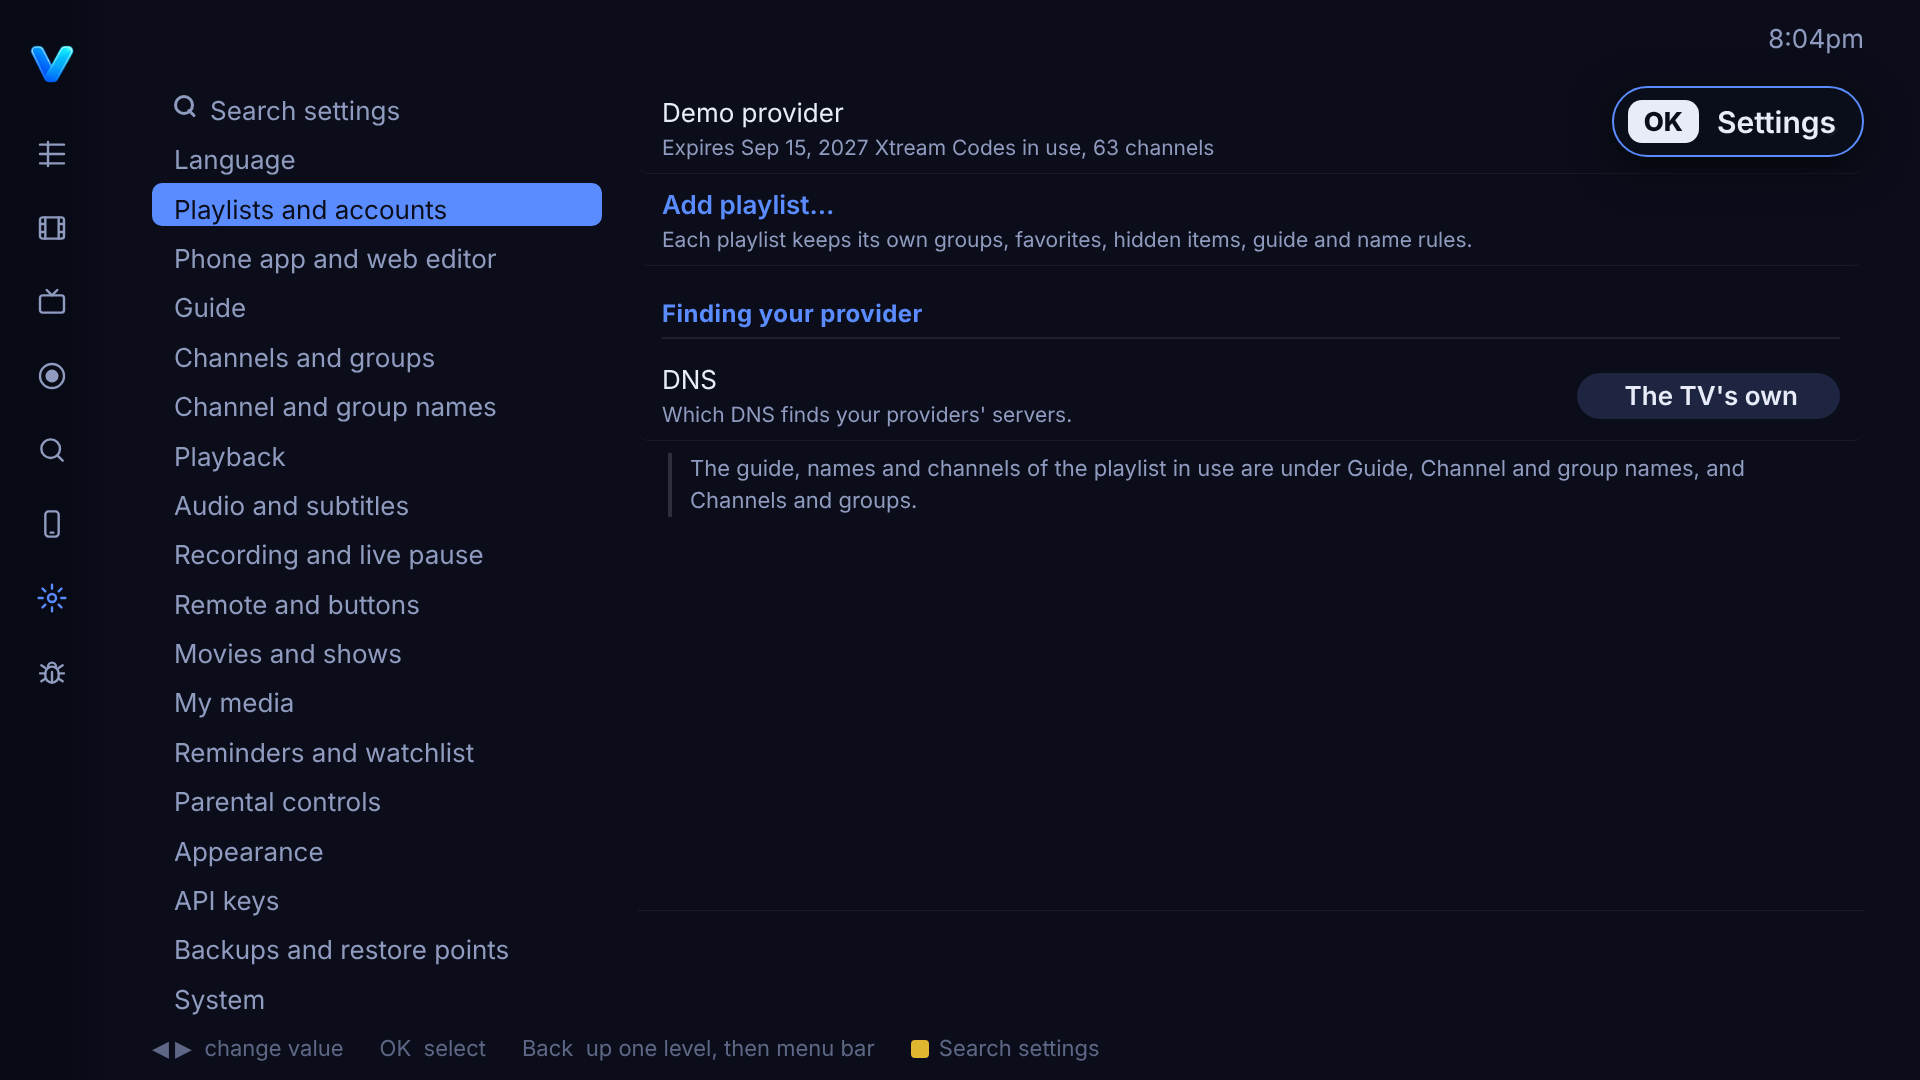 8:04pm
Search settings
Language
Playlists and accounts
Phone app and web editor
Guide
Channels and groups
Channel and group names
Playback
Audio and subtitles
Recording and live pause
Remote and buttons
Movies and shows
My media
Reminders and watchlist
Parental controls
Appearance
API keys
Backups and restore points
System
Demo provider
Expires Sep 15, 2027 Xtream Codes in use, 63 channels
OK Settings
Add playlist...
Each playlist keeps its own groups, favorites, hidden items, guide and name rules.
Finding your provider
DNS
Which DNS finds your providers' servers.
The TV's own
The guide, names and channels of the playlist in use are under Guide, Channel and group names, and
Channels and groups.
◀▶ change value OK select Back up one level, then menu bar Search settings